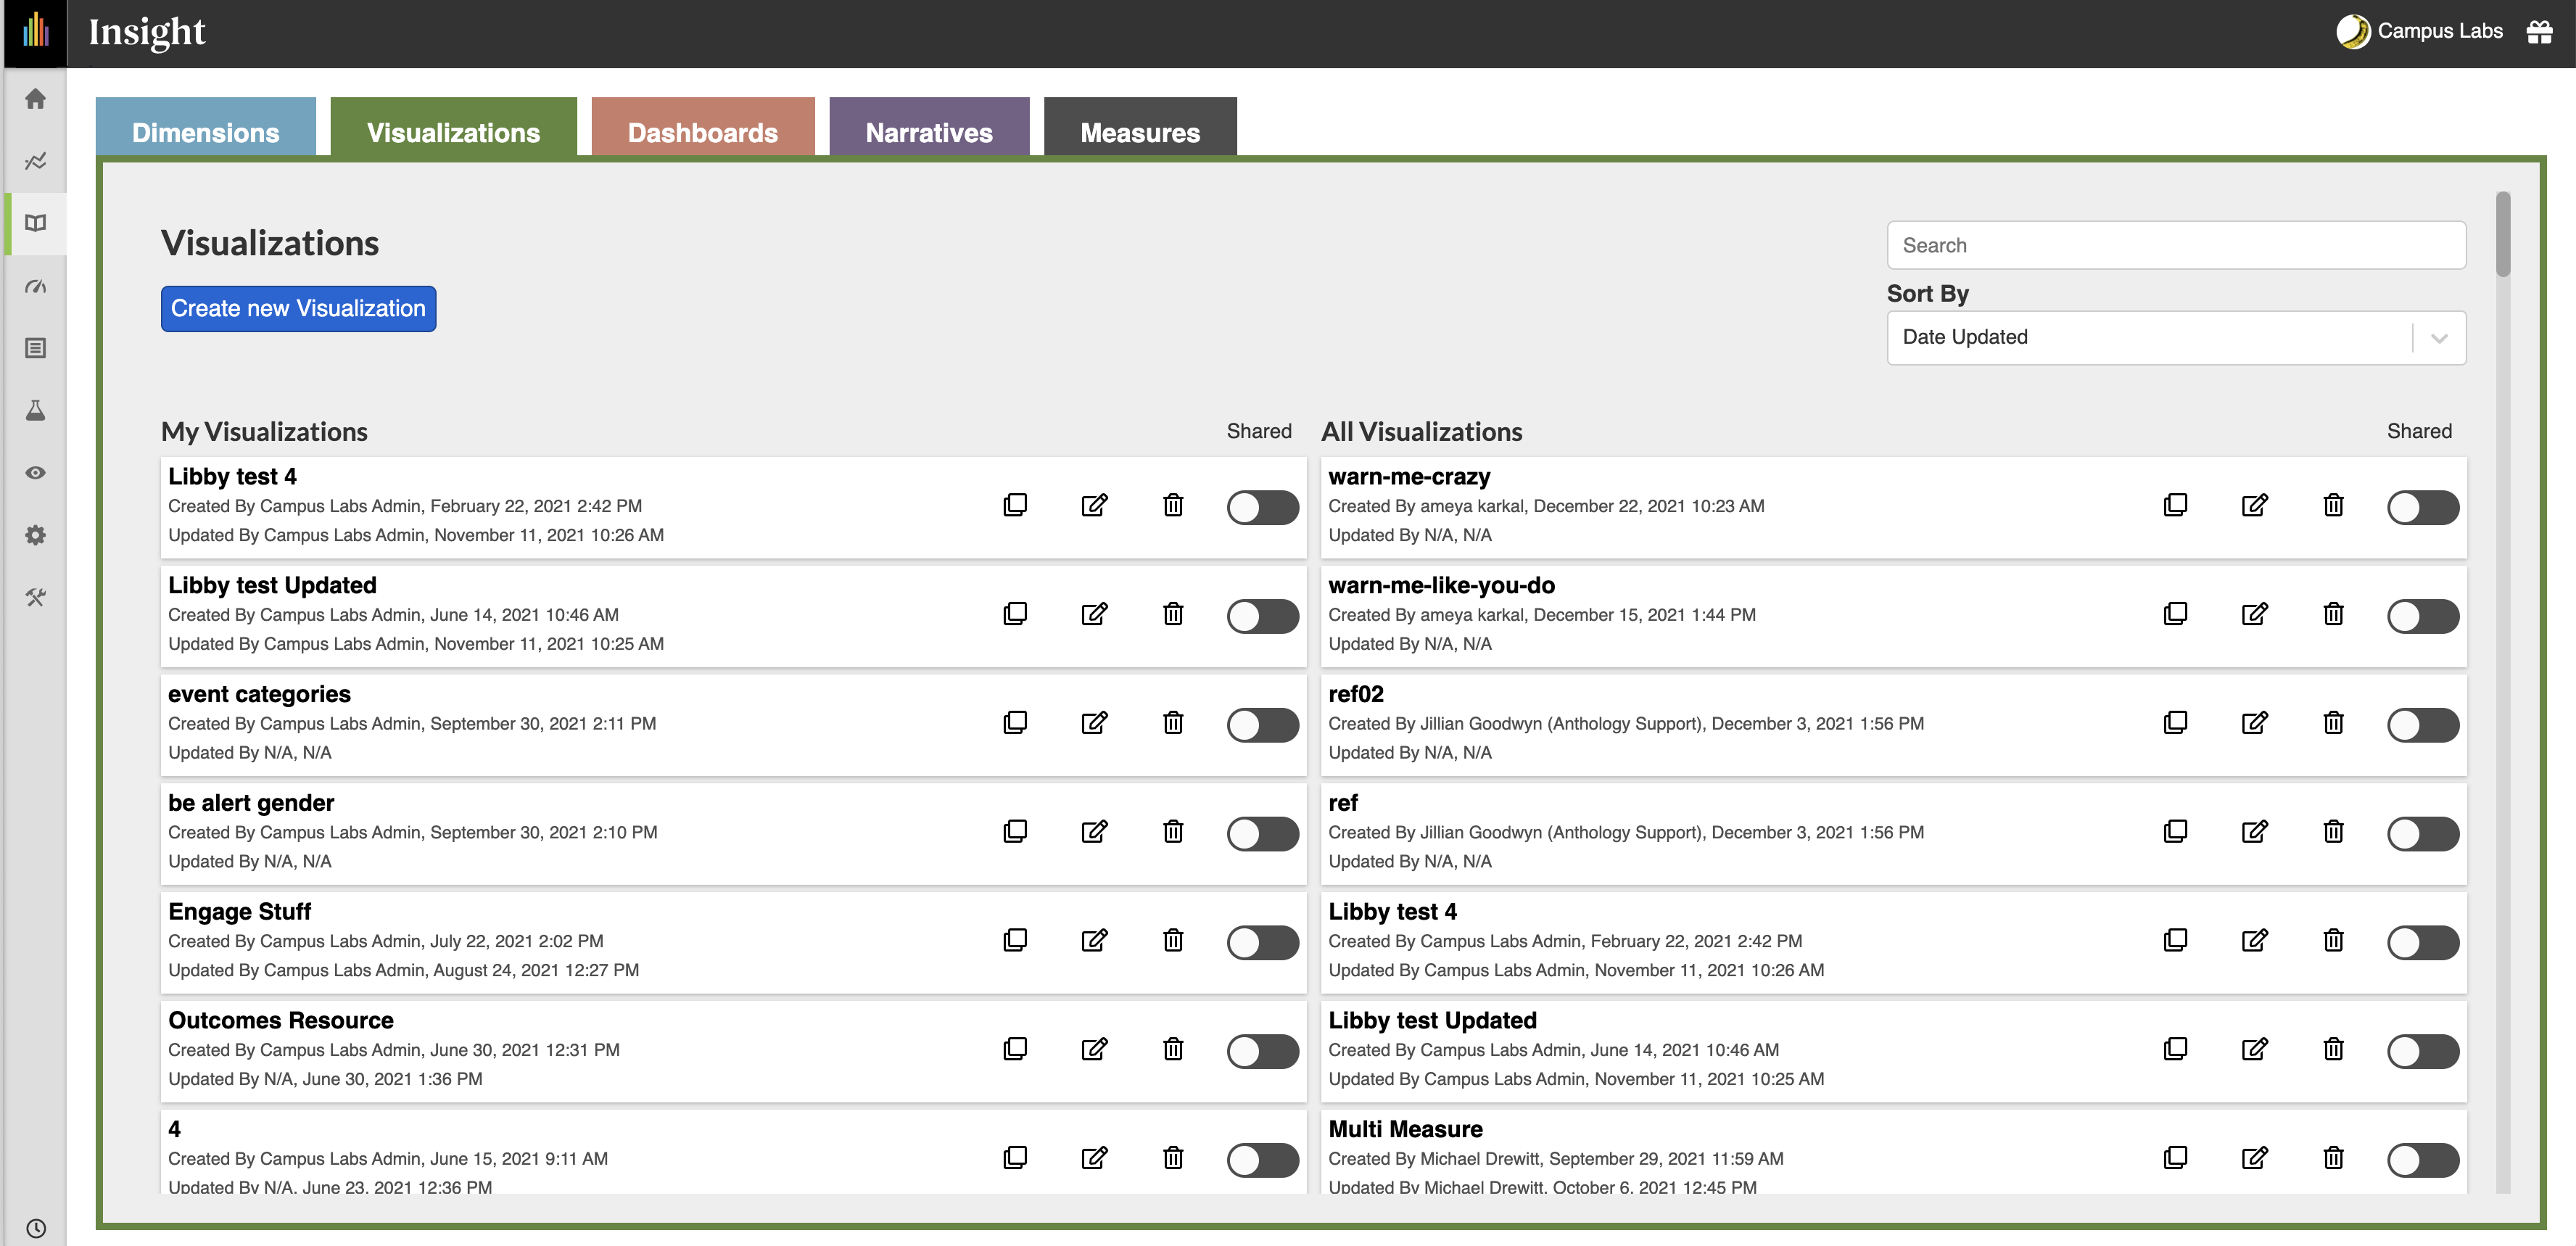 Insight
Campus Labs
Dimensions
Visualizations
Dashboards
Narratives
Measures
Visualizations
Create new Visualization
Search
Sort By
Date Updated
My Visualizations
Shared
Libby test 4
Created By Campus Labs Admin, February 22, 2021 2:42 PM
Updated By Campus Labs Admin, November 11, 2021 10:26 AM
Libby test Updated
Created By Campus Labs Admin, June 14, 2021 10:46 AM
Updated By Campus Labs Admin, November 11, 2021 10:25 AM
event categories
Created By Campus Labs Admin, September 30, 2021 2:11 PM
Updated By N/A, N/A
be alert gender
Created By Campus Labs Admin, September 30, 2021 2:10 PM
Updated By N/A, N/A
Engage Stuff
Created By Campus Labs Admin, July 22, 2021 2:02 PM
Updated By Campus Labs Admin, August 24, 2021 12:27 PM
Outcomes Resource
Created By Campus Labs Admin, June 30, 2021 12:31 PM
Updated By N/A, June 30, 2021 1:36 PM
4
Created By Campus Labs Admin, June 15, 2021 9:11 AM
Updated By N/A, June 23, 2021 12:36 PM
All Visualizations
Shared
warn-me-crazy
Created By ameya karkal, December 22, 2021 10:23 AM
Updated By N/A, N/A
warn-me-like-you-do
Created By ameya karkal, December 15, 2021 1:44 PM
Updated By N/A, N/A
ref02
Created By Jillian Goodwyn (Anthology Support), December 3, 2021 1:56 PM
Updated By N/A, N/A
ref
Created By Jillian Goodwyn (Anthology Support), December 3, 2021 1:56 PM
Updated By N/A, N/A
Libby test 4
Created By Campus Labs Admin, February 22, 2021 2:42 PM
Updated By Campus Labs Admin, November 11, 2021 10:26 AM
Libby test Updated
Created By Campus Labs Admin, June 14, 2021 10:46 AM
Updated By Campus Labs Admin, November 11, 2021 10:25 AM
Multi Measure
Created By Michael Drewitt, September 29, 2021 11:59 AM
Updated By Michael Drewitt, October 6, 2021 12:45 PM